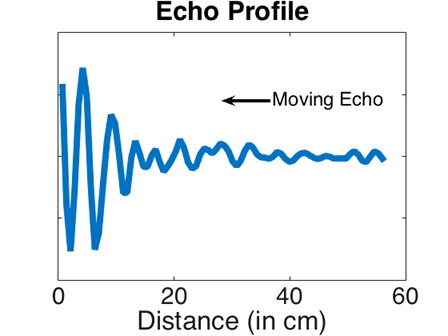 Echo Profile
Moving Echo
0 20 40 60
Distance (in cm)